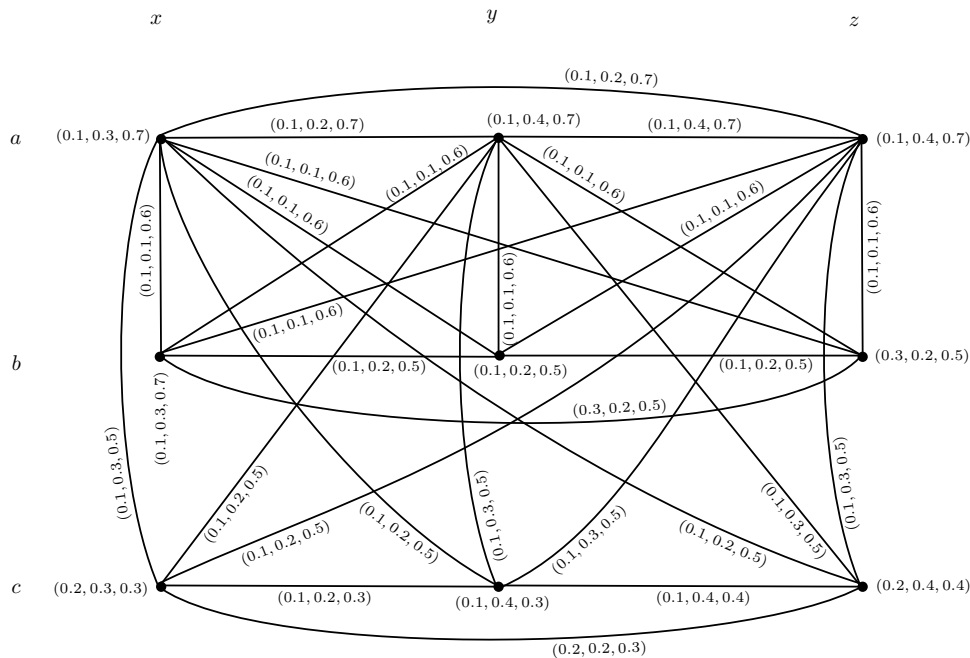 x
y
z
(0.1, 0.2, 0.7)
a
(0.1, 0.3, 0.7)
(0.1, 0.2, 0.7)
(0.1, 0.4, 0.7)
(0.1, 0.4, 0.7)
(0.1, 0.4, 0.7)
(0.1, 0.1, 0.6)
(0.1, 0.1, 0.6)
(0.1, 0.1, 0.6)
(0.1, 0.1, 0.6)
(0.1, 0.1, 0.6)
(0.1, 0.1, 0.6)
(0.1, 0.1, 0.6)
(0.1, 0.1, 0.6)
(0.1, 0.1, 0.6)
b
(0.1, 0.3, 0.7)
(0.1, 0.2, 0.5)
(0.1, 0.2, 0.5)
(0.1, 0.2, 0.5)
(0.3, 0.2, 0.5)
(0.3, 0.2, 0.5)
(0.1, 0.3, 0.5)
(0.1, 0.2, 0.5)
(0.1, 0.2, 0.5)
(0.1, 0.2, 0.5)
(0.1, 0.3, 0.5)
(0.1, 0.3, 0.5)
(0.1, 0.2, 0.5)
(0.1, 0.3, 0.5)
(0.1, 0.3, 0.5)
c
(0.2, 0.3, 0.3)
(0.1, 0.2, 0.3)
(0.1, 0.4, 0.3)
(0.1, 0.4, 0.4)
(0.2, 0.4, 0.4)
(0.2, 0.2, 0.3)